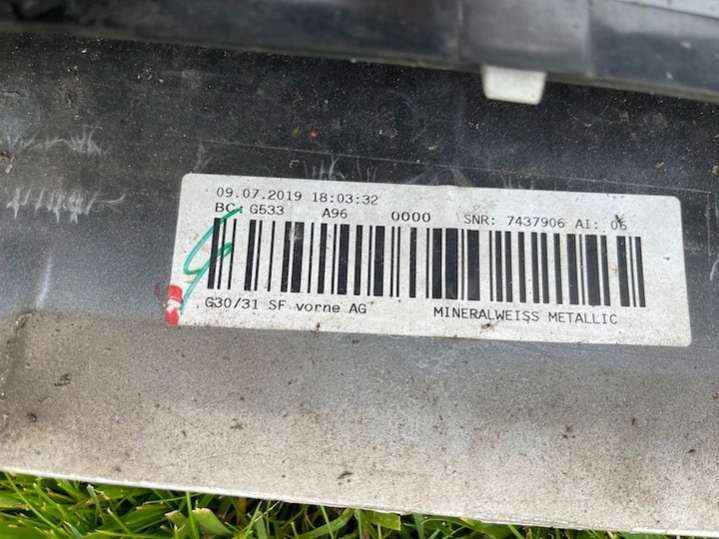 09.07.2019 18:03:32
BC: G533 A96 0000 SNR: 7437906 AI: 06
G30/31 SF vorne AG MINERALWEISS METALLIC